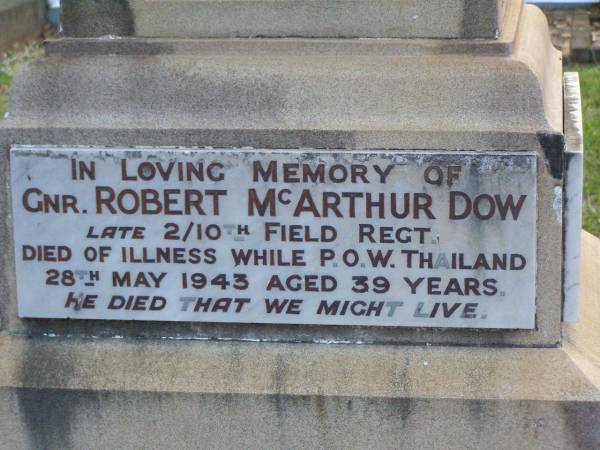 IN LOVING MEMORY OF
GNR. ROBERT McARTHUR DOW
LATE 2/10TH FIELD REGT.
DIED OF ILLNESS WHILE P.O.W. THAILAND
28TH MAY 1943 AGED 39 YEARS.
HE DIED THAT WE MIGHT LIVE.